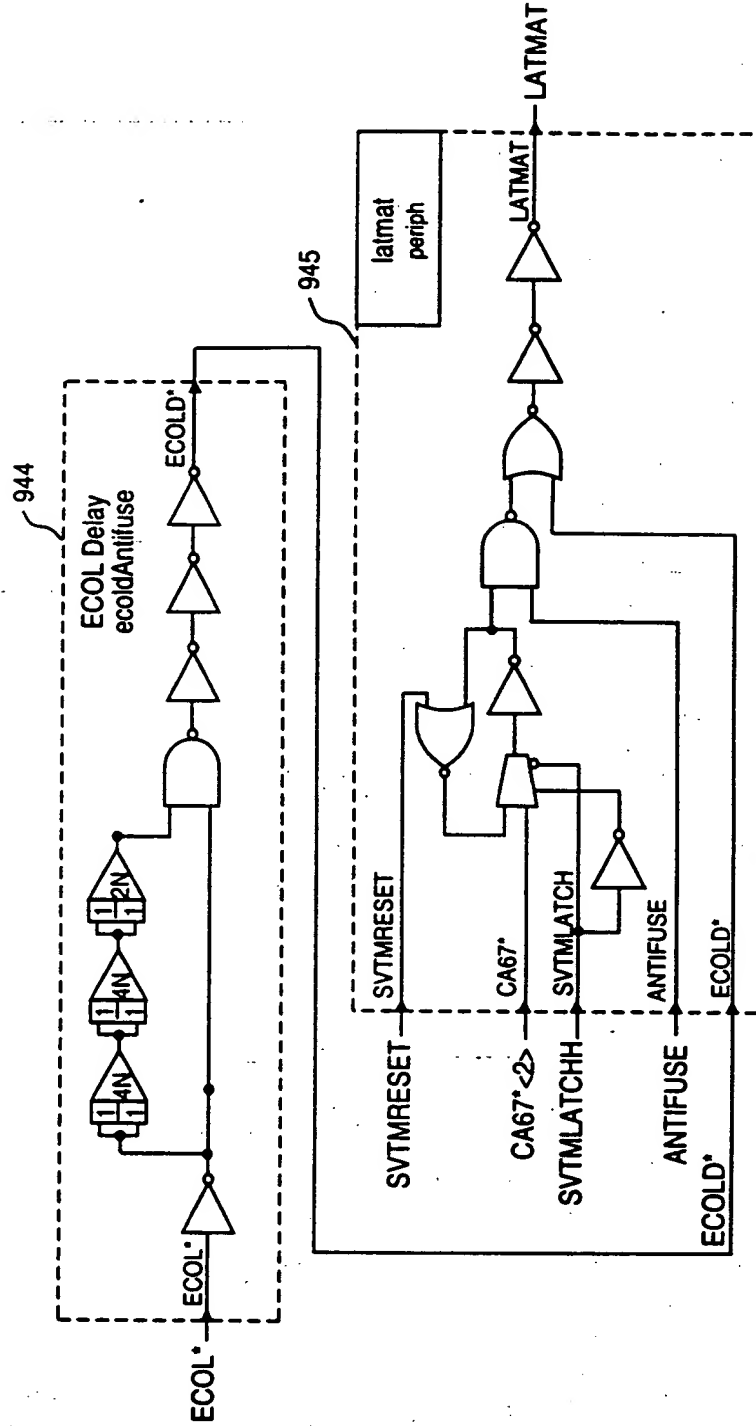 944
ECOL Delay
ecoldAntifuse
ECOL*
ECOL*
1
1
4N
1
1
4N
1
1
2N
ECOLD*
945
latmat
periph
SVTMRESET
SVTMRESET
CA67*<2>
CA67*
SVTMLATCHH
SVTMLATCH
ANTIFUSE
ANTIFUSE
ECOLD*
ECOLD*
LATMAT
LATMAT